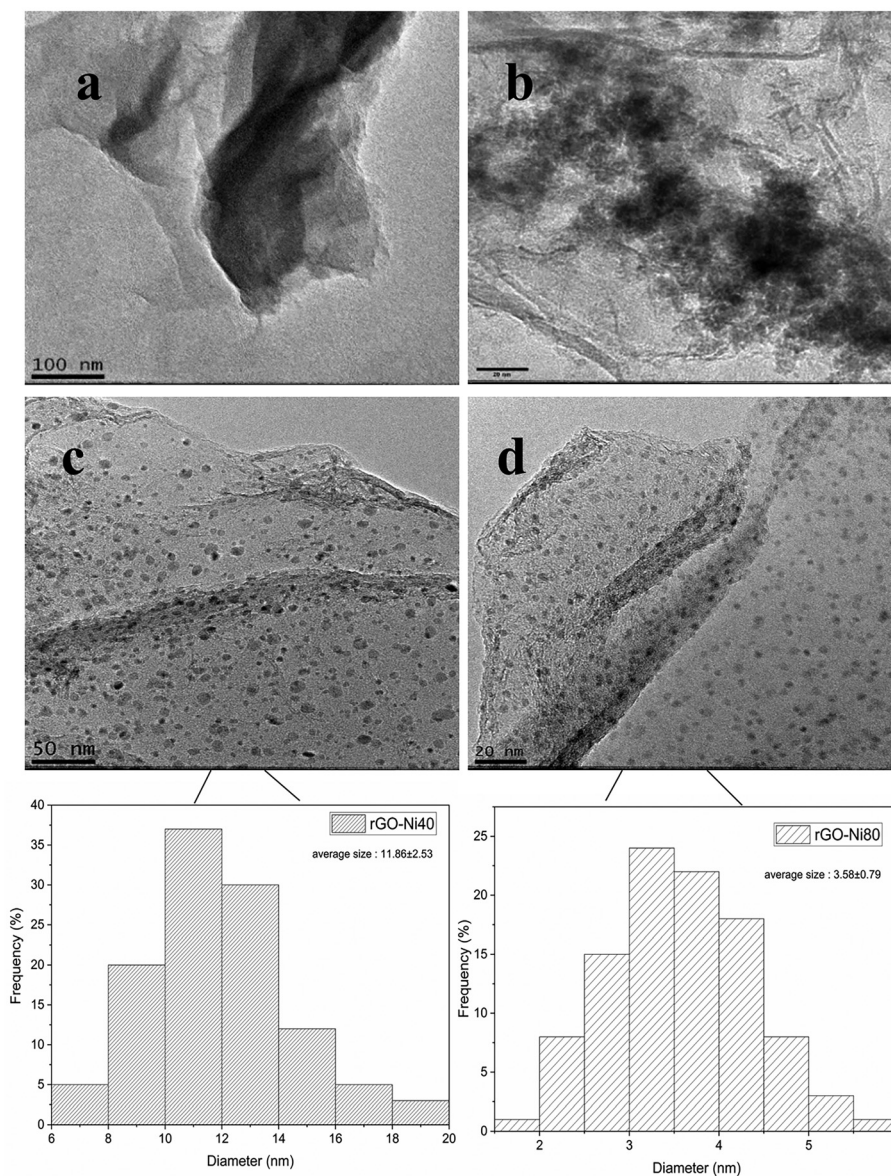 a
b
100 nm
20 nm
c
d
50 nm
20 nm
40
35
30
25
20
15
10
5
0
Frequency (%)
rGO-Ni40
average size : 11.86±2.53
6
8
10
12
14
16
18
20
Diameter (nm)
25
20
15
10
5
0
Frequency (%)
rGO-Ni80
average size : 3.58±0.79
2
3
4
5
Diameter (nm)